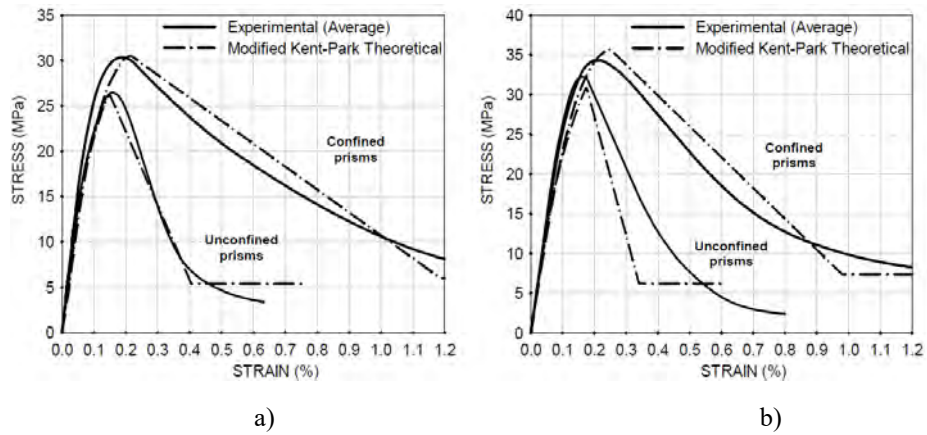 35
30
25
20
15
10
5
0
STRESS (MPa)
Experimental (Average)
Modified Kent-Park Theoretical
Confined
prisms
Unconfined
prisms
0.0 0.1 0.2 0.3 0.4 0.5 0.6 0.7 0.8 0.9 1.0 1.1 1.2
STRAIN (%)
a)
40
35
30
25
20
15
10
5
0
STRESS (MPa)
Experimental (Average)
Modified Kent-Park Theoretical
Confined
prisms
Unconfined
prisms
0.0 0.1 0.2 0.3 0.4 0.5 0.6 0.7 0.8 0.9 1.0 1.1 1.2
STRAIN (%)
b)